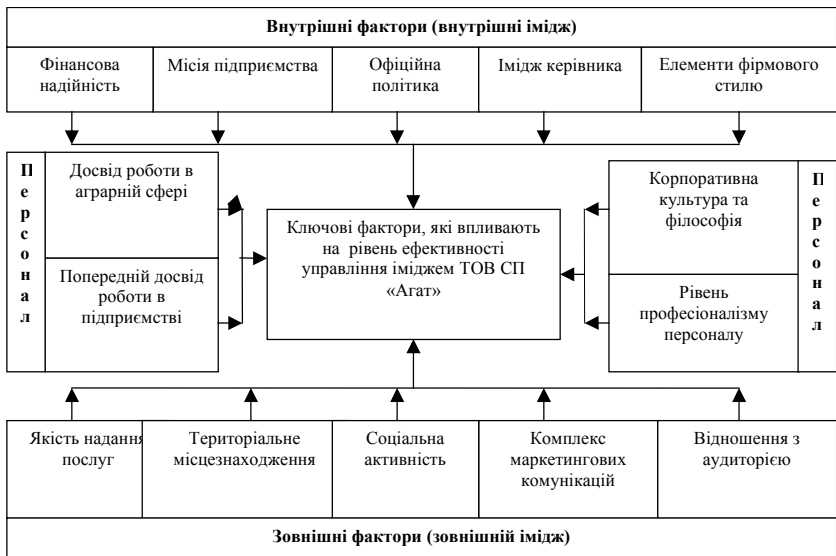 Внутрішні фактори (внутрішні імідж)
Фінансова
надійність
Місія підприємства
Офіційна
політика
Імідж керівника
Елементи фірмового
стилю
Персонал
Досвід роботи в
аграрній сфері
Попередній досвід
роботи в
підприємстві
Ключові фактори, які впливають
на рівень ефективності
управління іміджем ТОВ СП
«Агат»
Корпоративна
культура та
філософія
Рівень
професіоналізму
персоналу
Персонал
Якість надання
послуг
Територіальне
місцезнаходження
Соціальна
активність
Комплекс
маркетингових
комунікацій
Відношення з
аудиторією
Зовнішні фактори (зовнішній імідж)